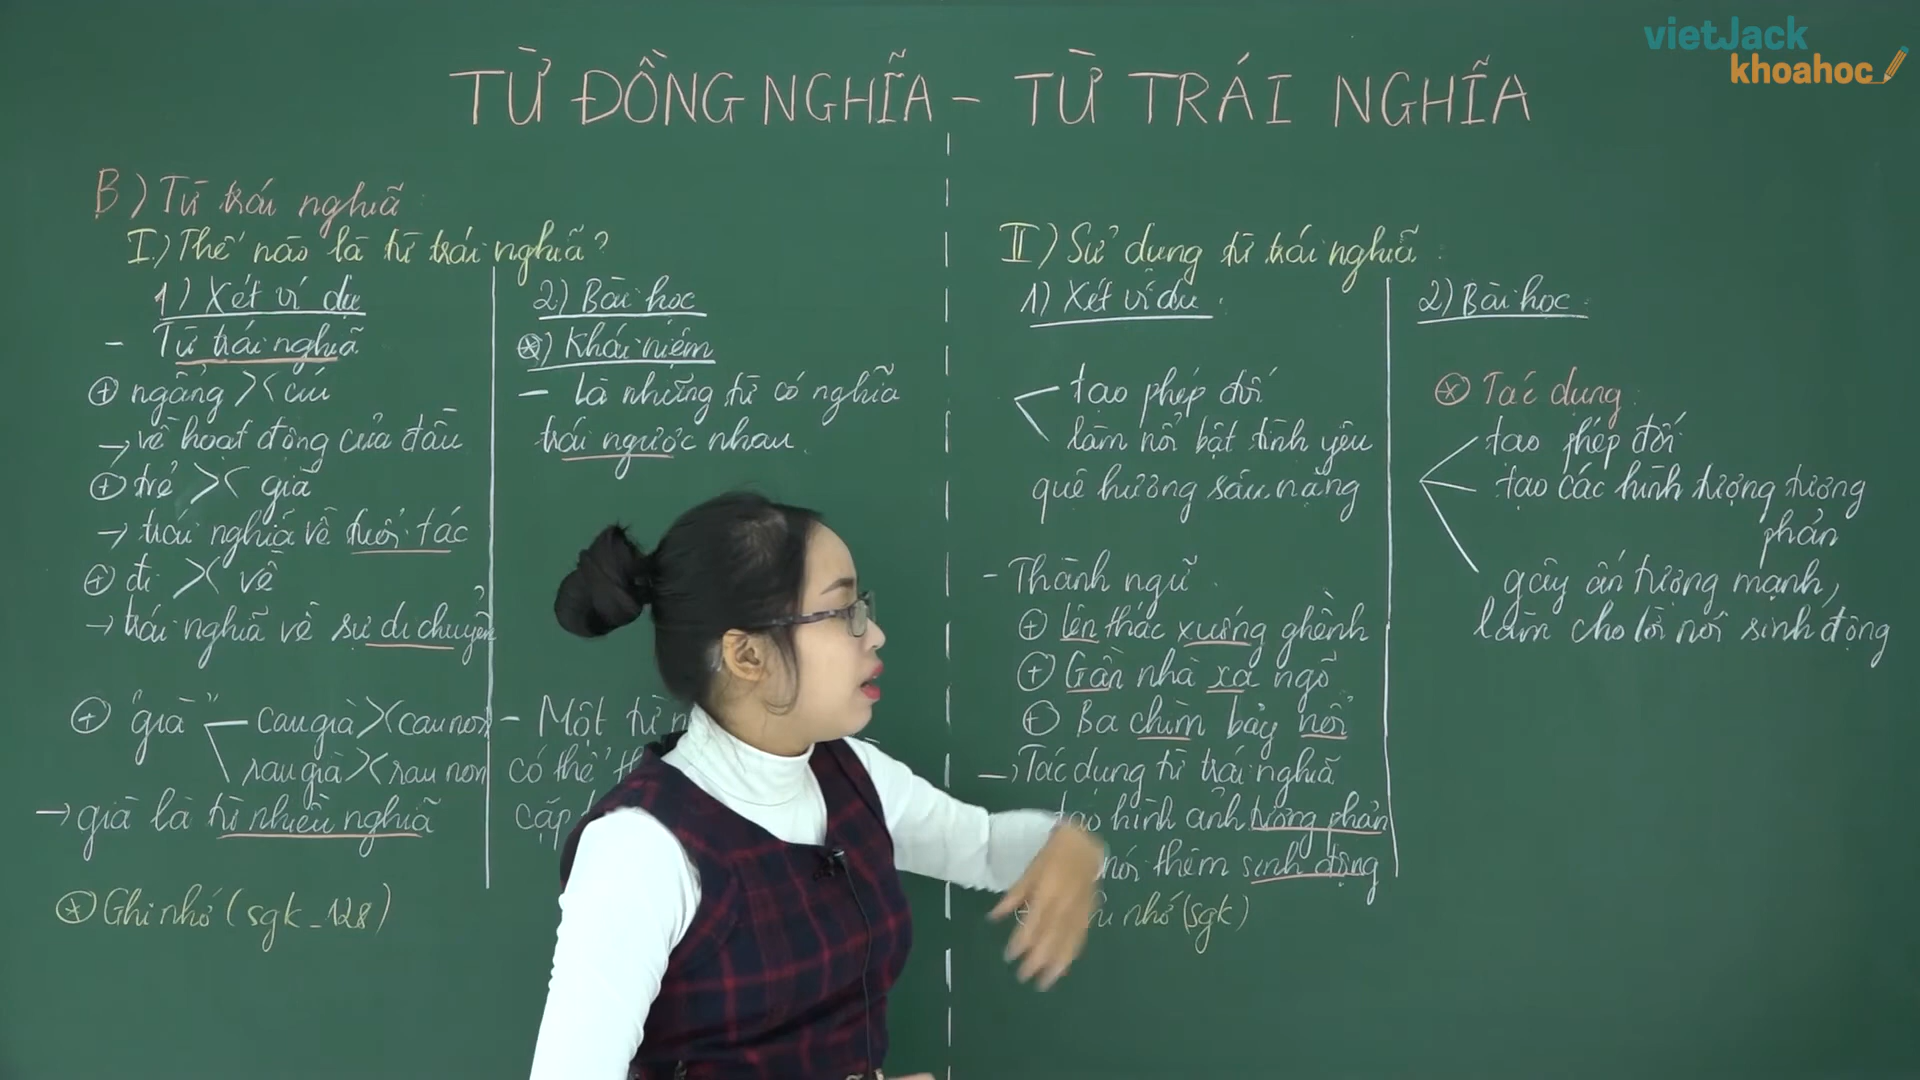 vietJack
khoahoc
TỪ ĐỒNG NGHĨA – TỪ TRÁI NGHĨA
B) Từ trái nghĩa:
I.) Thế nào là từ trái nghĩa?
1) Xét ví dụ
- Từ trái nghĩa
⊕ ngẩng >< cúi
→ về hoạt động của đầu
⊕ trẻ >< già
→ trái nghĩa về tuổi tác
⊕ đi >< về
→ trái nghĩa về sự di chuyển
⊕ "già" cau già >< cau non
rau già >< rau non
→ già là từ nhiều nghĩa
⊛ Ghi nhớ (sgk_128)
2) Bài học
⊛) Khái niệm
- là những từ có nghĩa
trái ngược nhau.
- Một từ
có thể
cặp
II) Sử dụng từ trái nghĩa:
1) Xét ví dụ:
tạo phép đối
làm nổi bật tình yêu
quê hương sâu nặng
- Thành ngữ.
⊕ lên thác xuống ghềnh
⊕ Gần nhà xa ngõ
⊕ Ba chìm bảy nổi
→ Tác dụng từ trái nghĩa
tạo hình ảnh tương phản
nói thêm sinh động
nhớ (sgk)
2) Bài học:
⊛ Tác dụng
tạo phép đối
tạo các hình tượng tương
phản
gây ấn tượng mạnh,
làm cho lời nói sinh động